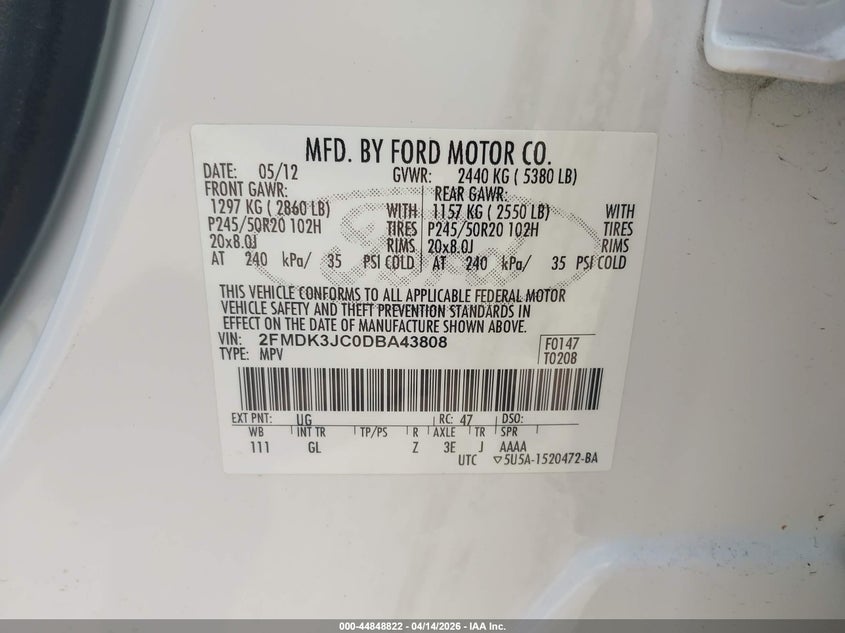 MFD. BY FORD MOTOR CO.
DATE: 05/12 GVWR: 2440 KG ( 5380 LB)
FRONT GAWR: REAR GAWR:
1297 KG ( 2860 LB) WITH 1157 KG ( 2550 LB) WITH
P245/50R20 102H TIRES P245/50R20 102H TIRES
20x8.0J RIMS 20x8.0J RIMS
AT 240 kPa/ 35 PSI COLD AT 240 kPa/ 35 PSI COLD
THIS VEHICLE CONFORMS TO ALL APPLICABLE FEDERAL MOTOR
VEHICLE SAFETY AND THEFT PREVENTION STANDARDS IN
EFFECT ON THE DATE OF MANUFACTURE SHOWN ABOVE.
VIN: 2FMDK3JC0DBA43808 F0147
TYPE: MPV T0208
EXT PNT: UG RC: 47 DSO:
WB INT TR TP/PS R AXLE TR SPR
111 GL Z 3E J AAAA
UTC ▽5U5A-1520472-BA
Ford
000-44848822 - 04/14/2026 - IAA Inc.